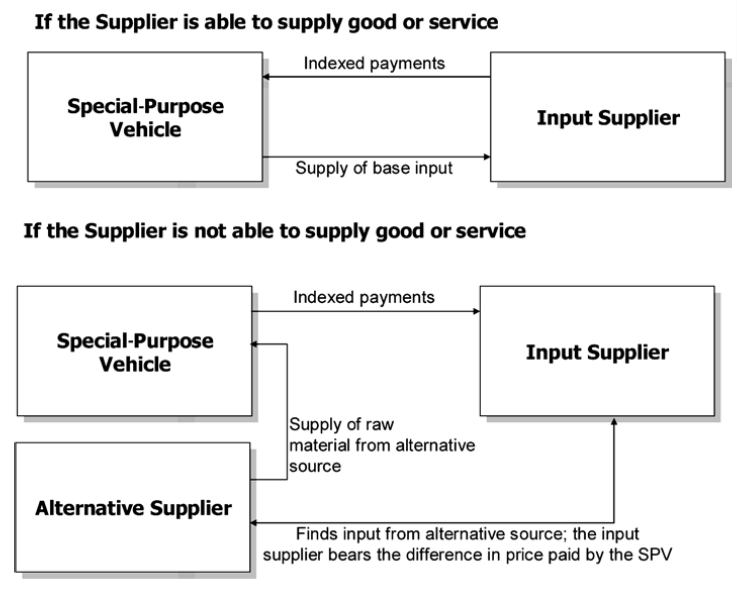 If the Supplier is able to supply good or service
Indexed payments
Special-Purpose
Vehicle
Input Supplier
Supply of base input
If the Supplier is not able to supply good or service
Indexed payments
Special-Purpose
Vehicle
Input Supplier
Supply of raw
material from alternative
source
Alternative Supplier
Finds input from alternative source; the input
supplier bears the difference in price paid by the SPV